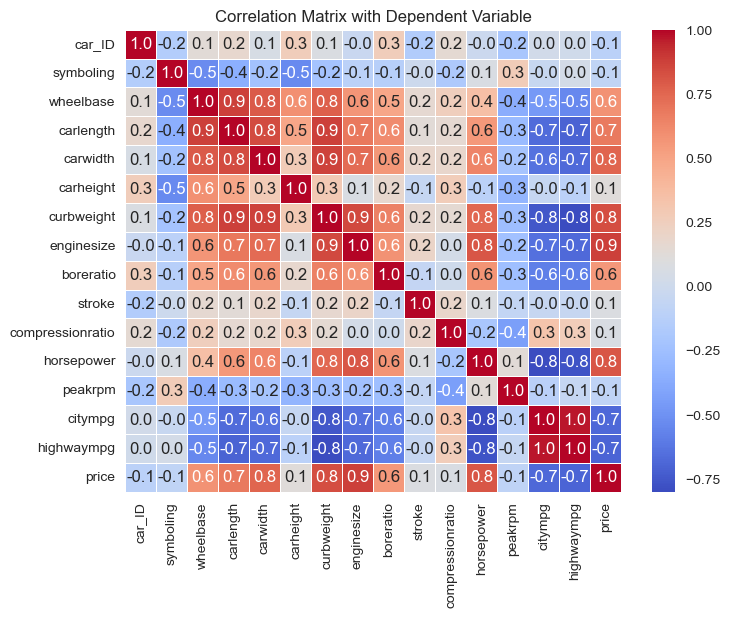 Correlation Matrix with Dependent Variable
car_ID 1.0 -0.2 0.1 0.2 0.1 0.3 0.1 -0.0 0.3 -0.2 0.2 -0.0 -0.2 0.0 0.0 -0.1
symboling -0.2 1.0 -0.5 -0.4 -0.2 -0.5 -0.2 -0.1 -0.1 -0.0 -0.2 0.1 0.3 -0.0 0.0 -0.1
wheelbase 0.1 -0.5 1.0 0.9 0.8 0.6 0.8 0.6 0.5 0.2 0.2 0.4 -0.4 -0.5 -0.5 0.6
carlength 0.2 -0.4 0.9 1.0 0.8 0.5 0.9 0.7 0.6 0.1 0.2 0.6 -0.3 -0.7 -0.7 0.7
carwidth 0.1 -0.2 0.8 0.8 1.0 0.3 0.9 0.7 0.6 0.2 0.2 0.6 -0.2 -0.6 -0.7 0.8
carheight 0.3 -0.5 0.6 0.5 0.3 1.0 0.3 0.1 0.2 -0.1 0.3 -0.1 -0.3 -0.0 -0.1 0.1
curbweight 0.1 -0.2 0.8 0.9 0.9 0.3 1.0 0.9 0.6 0.2 0.2 0.8 -0.3 -0.8 -0.8 0.8
enginesize -0.0 -0.1 0.6 0.7 0.7 0.1 0.9 1.0 0.6 0.2 0.0 0.8 -0.2 -0.7 -0.7 0.9
boreratio 0.3 -0.1 0.5 0.6 0.6 0.2 0.6 0.6 1.0 -0.1 0.0 0.6 -0.3 -0.6 -0.6 0.6
stroke -0.2 -0.0 0.2 0.1 0.2 -0.1 0.2 0.2 -0.1 1.0 0.2 0.1 -0.1 -0.0 -0.0 0.1
compressionratio 0.2 -0.2 0.2 0.2 0.2 0.3 0.2 0.0 0.0 0.2 1.0 -0.2 -0.4 0.3 0.3 0.1
horsepower -0.0 0.1 0.4 0.6 0.6 -0.1 0.8 0.8 0.6 0.1 -0.2 1.0 0.1 -0.8 -0.8 0.8
peakrpm -0.2 0.3 -0.4 -0.3 -0.2 -0.3 -0.3 -0.2 -0.3 -0.1 -0.4 0.1 1.0 -0.1 -0.1 -0.1
citympg 0.0 -0.0 -0.5 -0.7 -0.6 -0.0 -0.8 -0.7 -0.6 -0.0 0.3 -0.8 -0.1 1.0 1.0 -0.7
highwaympg 0.0 0.0 -0.5 -0.7 -0.7 -0.1 -0.8 -0.7 -0.6 -0.0 0.3 -0.8 -0.1 1.0 1.0 -0.7
price -0.1 -0.1 0.6 0.7 0.8 0.1 0.8 0.9 0.6 0.1 0.1 0.8 -0.1 -0.7 -0.7 1.0
car_ID symboling wheelbase carlength carwidth carheight curbweight enginesize boreratio stroke compressionratio horsepower peakrpm citympg highwaympg price
1.00
0.75
0.50
0.25
0.00
-0.25
-0.50
-0.75